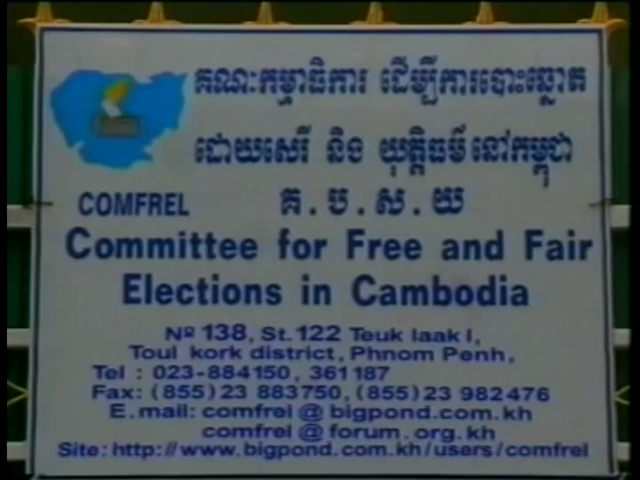 គណៈកម្មាធិការ ដើម្បីការបោះឆ្នោត
ដោយសេរី និង យុត្តិធម៌នៅកម្ពុជា
COMFREL គ.ប.ស.យ
Committee for Free and Fair
Elections in Cambodia
Nº 138, St. 122 Teuk laak I,
Toul kork district, Phnom Penh,
Tel : 023-884150, 361187
Fax: (855)23 883750, (855)23 982476
E.mail: comfrel@bigpond.com.kh
comfrel@forum.org.kh
Site: http://www.bigpond.com.kh/users/comfrel